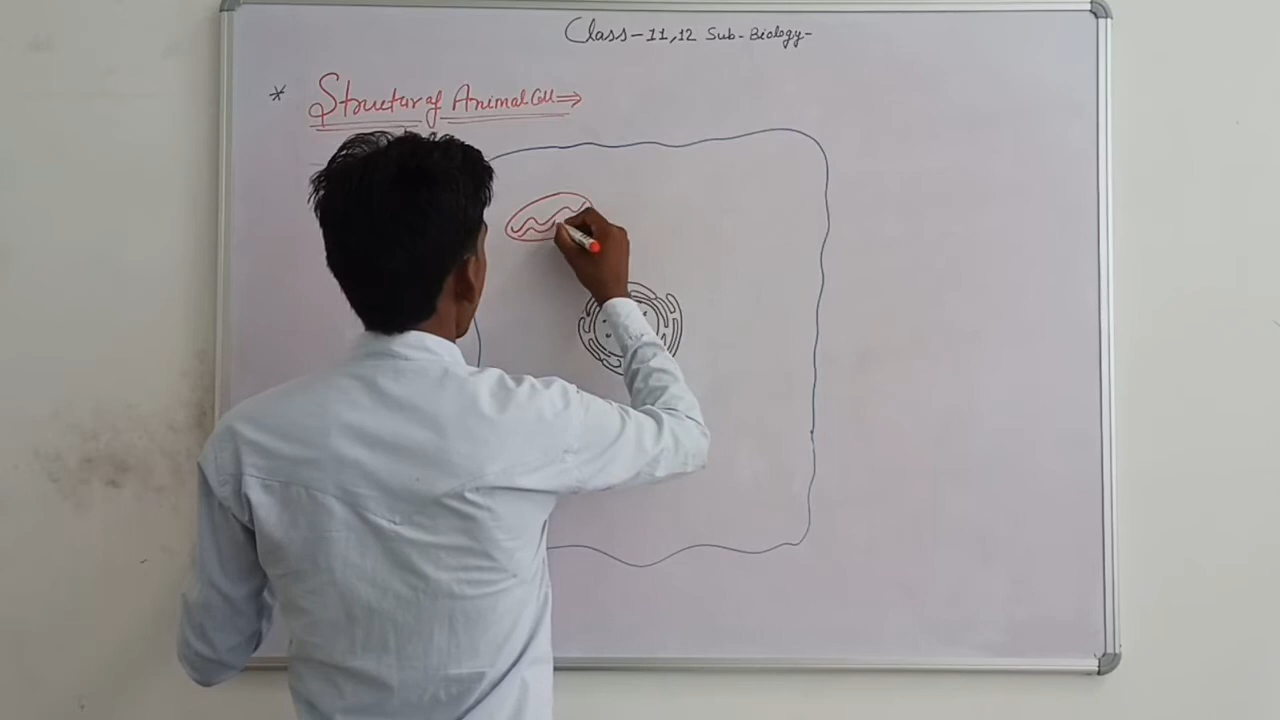 Class-11,12 Sub-Biology-
* Structur of Animal Cell →